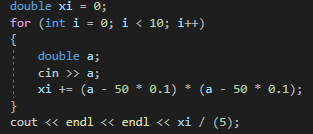 double xi = 0;
for (int i = 0; i < 10; i++)
{
double a;
cin >> a;
xi += (a - 50 * 0.1) * (a - 50 * 0.1);
}
cout << endl << endl << xi / (5);